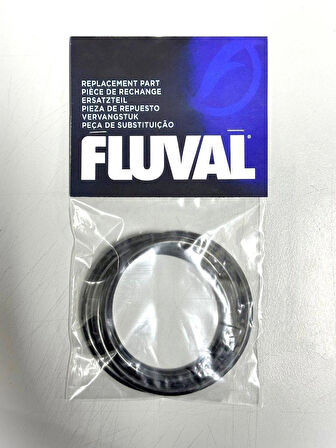 REPLACEMENT PART
PIÈCE DE RECHANGE
ERSATZTEIL
PIEZA DE REPUESTO
VERVANGSTUK
PEÇA DE SUBSTITUIÇÃO
FLUVAL®